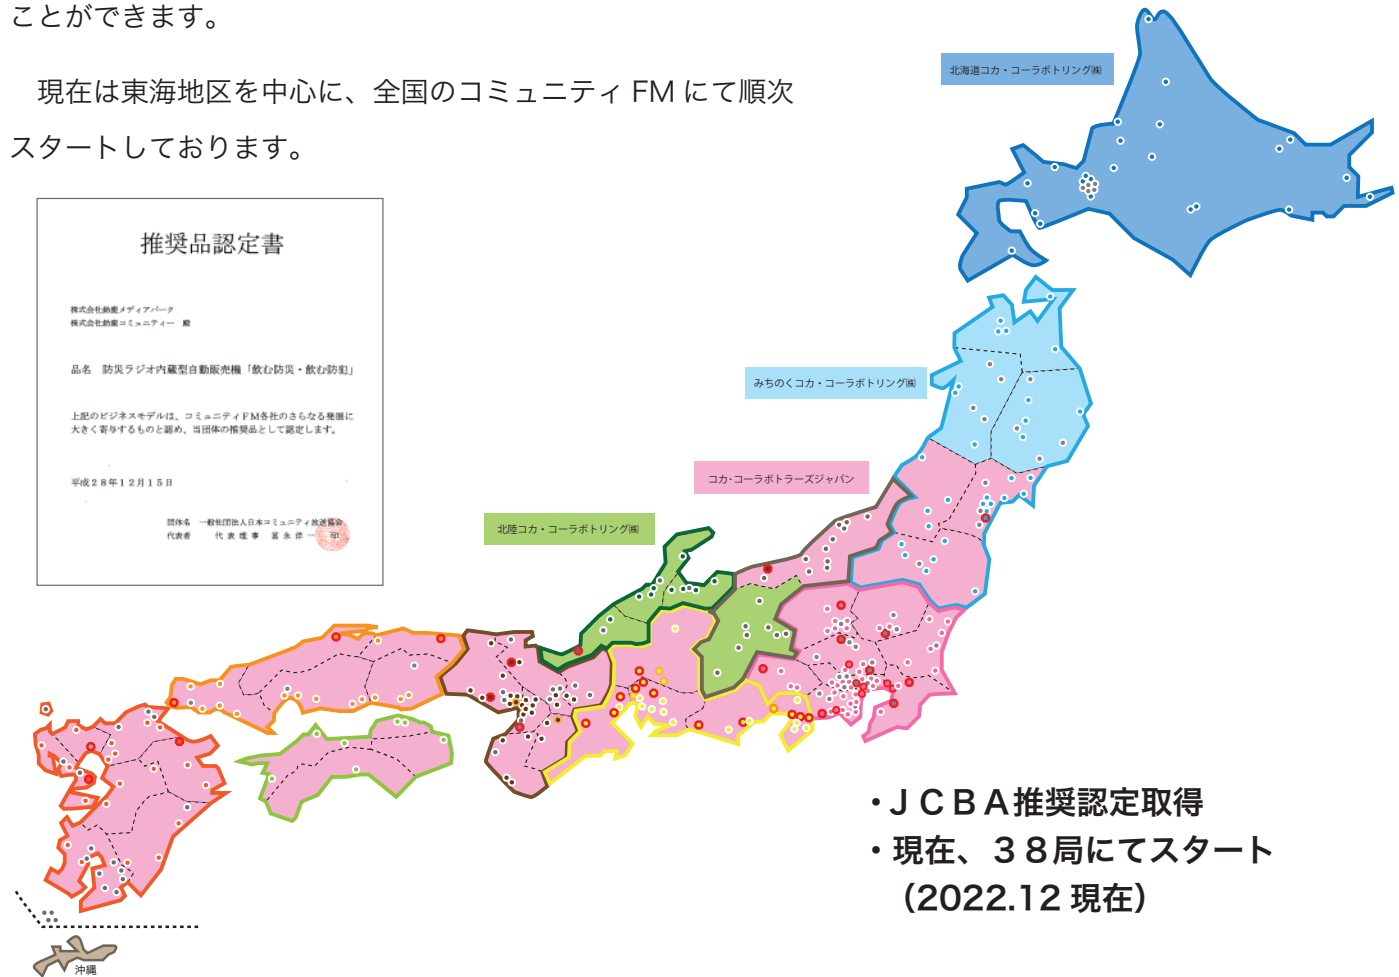 ことができます。
現在は東海地区を中心に、全国のコミュニティ FM にて順次
スタートしております。
推奨品認定書
株式会社鈴鹿メディアパーク
株式会社鈴鹿コミュニティー 殿
品名 防災ラジオ内蔵型自動販売機「飲む防災・飲む防犯」
上記のビジネスモデルは、コミュニティFM各社のさらなる発展に
大きく寄与するものと認め、当団体の推奨品として認定します。
平成28年12月15日
団体名 一般社団法人日本コミュニティ放送協会
代表者 代表理事 冨永洋一 印
北海道コカ・コーラボトリング㈱
みちのくコカ・コーラボトリング㈱
コカ・コーラボトラーズジャパン
北陸コカ・コーラボトリング㈱
・ＪＣＢＡ推奨認定取得
・現在、３８局にてスタート
（2022.12 現在）
沖縄